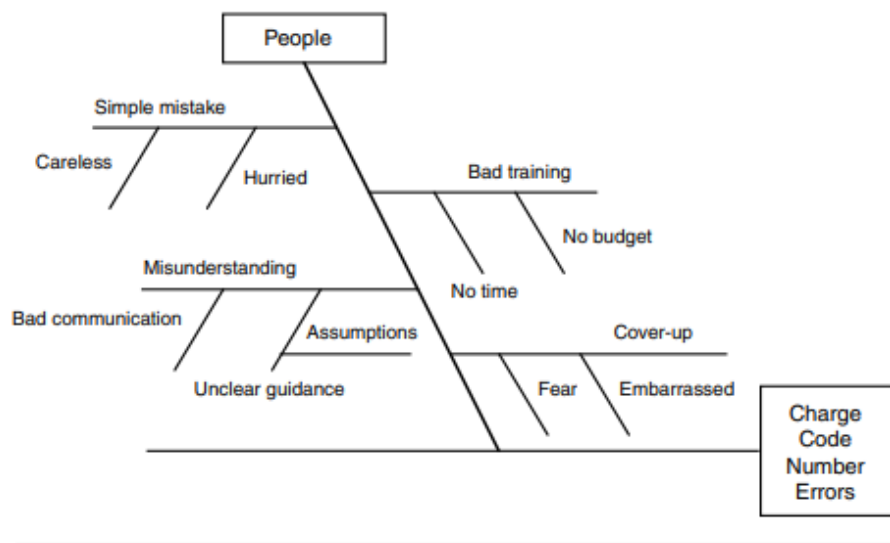 People
Simple mistake
Careless
Hurried
Bad training
No budget
No time
Misunderstanding
Bad communication
Assumptions
Unclear guidance
Cover-up
Fear
Embarrassed
Charge
Code
Number
Errors